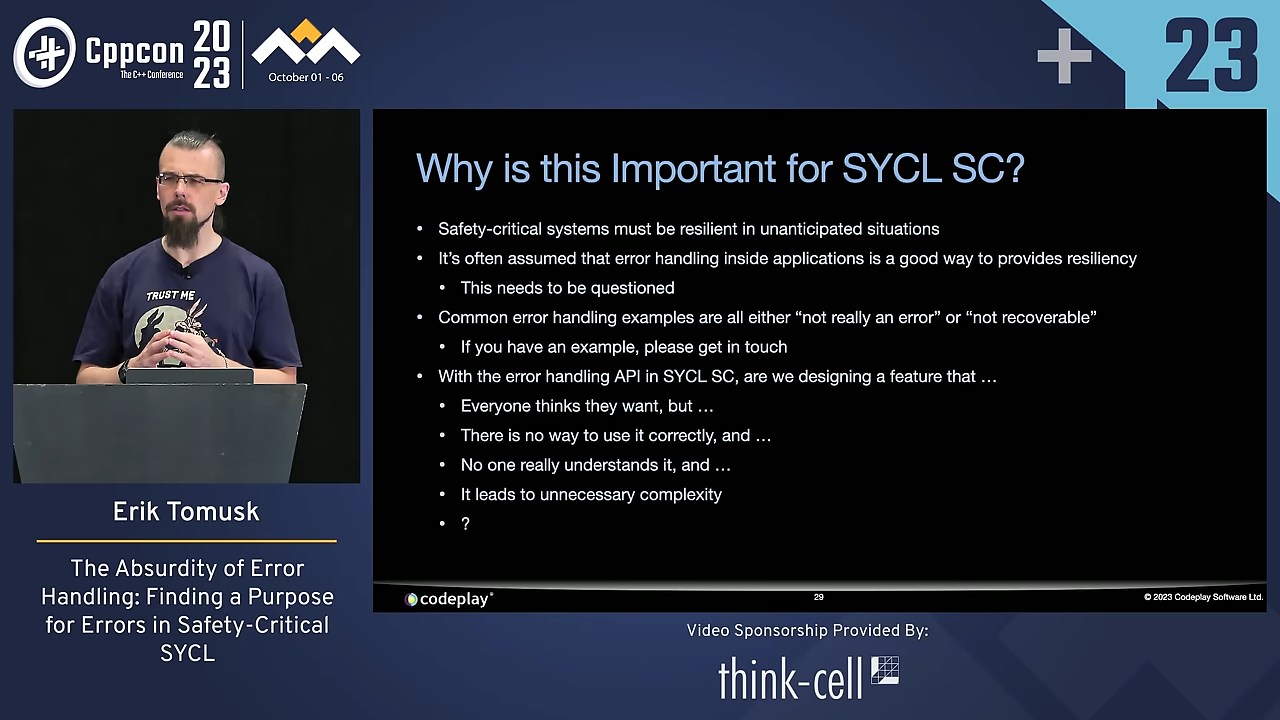 Cppcon
The C++ Conference
20
23
October 01 - 06
23
TRUST ME
Why is this Important for SYCL SC?
• Safety-critical systems must be resilient in unanticipated situations
• It's often assumed that error handling inside applications is a good way to provides resiliency
• This needs to be questioned
• Common error handling examples are all either “not really an error” or “not recoverable”
• If you have an example, please get in touch
• With the error handling API in SYCL SC, are we designing a feature that …
• Everyone thinks they want, but …
• There is no way to use it correctly, and …
• No one really understands it, and …
• It leads to unnecessary complexity
• ?
codeplay®
29
© 2023 Codeplay Software Ltd.
Erik Tomusk
The Absurdity of Error
Handling: Finding a Purpose
for Errors in Safety-Critical
SYCL
Video Sponsorship Provided By:
think-cell